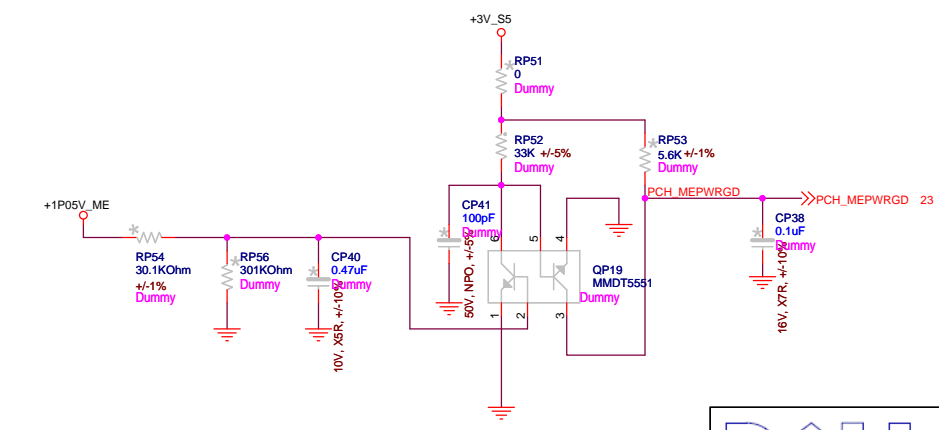 +3V_S5
RP51
0
Dummy
RP52
33K +/-5%
Dummy
RP53
5.6K +/-1%
Dummy
PCH_MEPWRGD
PCH_MEPWRGD 23
+1P05V_ME
CP41
100pF
Dummy
50V, NPO, +/-5%
CP38
0.1uF
Dummy
16V, X7R, +/-10%
RP54
30.1KOhm
+/-1%
Dummy
RP56
301KOhm
Dummy
CP40
0.47uF
Dummy
10V, X5R, +/-10%
6
5
4
QP19
MMDT5551
Dummy
1
2
3